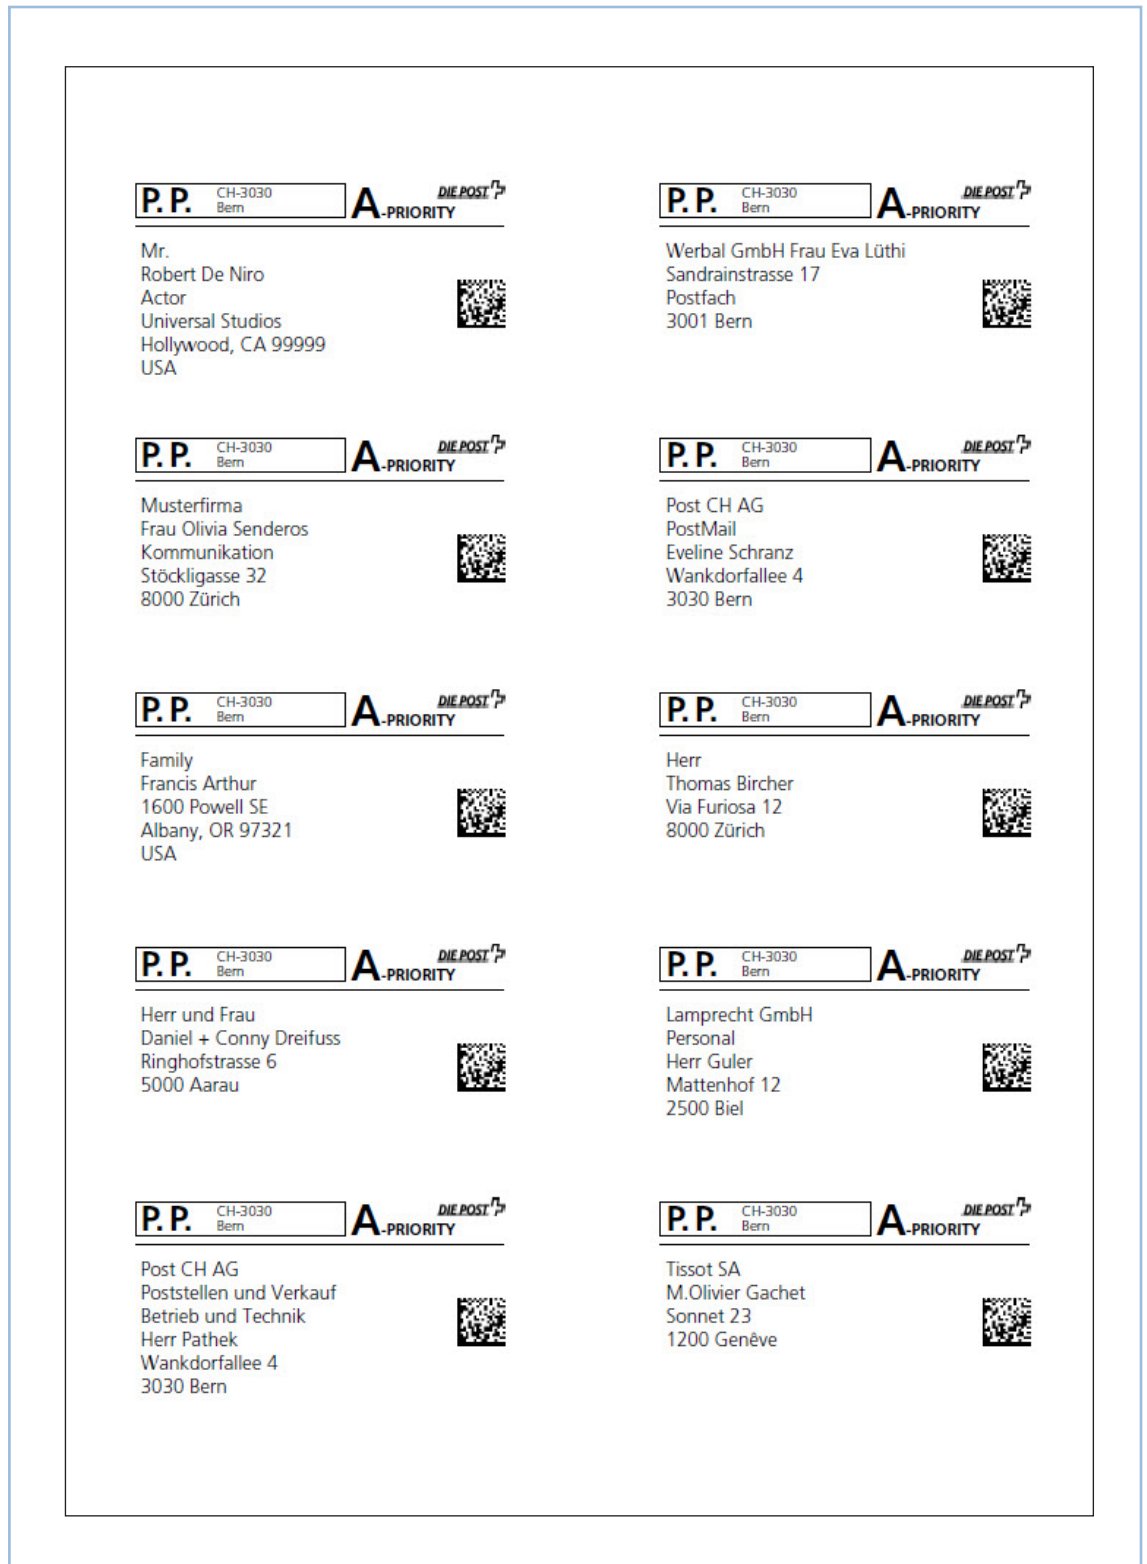 P. P. CH-3030
Bern
A-PRIORITY
DIE POST
Mr.
Robert De Niro
Actor
Universal Studios
Hollywood, CA 99999
USA
P. P. CH-3030
Bern
A-PRIORITY
DIE POST
Werbal GmbH Frau Eva Lüthi
Sandrainstrasse 17
Postfach
3001 Bern
P. P. CH-3030
Bern
A-PRIORITY
DIE POST
Musterfirma
Frau Olivia Senderos
Kommunikation
Stöckligasse 32
8000 Zürich
P. P. CH-3030
Bern
A-PRIORITY
DIE POST
Post CH AG
PostMail
Eveline Schranz
Wankdorfallee 4
3030 Bern
P. P. CH-3030
Bern
A-PRIORITY
DIE POST
Family
Francis Arthur
1600 Powell SE
Albany, OR 97321
USA
P. P. CH-3030
Bern
A-PRIORITY
DIE POST
Herr
Thomas Bircher
Via Furiosa 12
8000 Zürich
P. P. CH-3030
Bern
A-PRIORITY
DIE POST
Herr und Frau
Daniel + Conny Dreifuss
Ringhofstrasse 6
5000 Aarau
P. P. CH-3030
Bern
A-PRIORITY
DIE POST
Lamprecht GmbH
Personal
Herr Guler
Mattenhof 12
2500 Biel
P. P. CH-3030
Bern
A-PRIORITY
DIE POST
Post CH AG
Poststellen und Verkauf
Betrieb und Technik
Herr Pathek
Wankdorfallee 4
3030 Bern
P. P. CH-3030
Bern
A-PRIORITY
DIE POST
Tissot SA
M.Olivier Gachet
Sonnet 23
1200 Genêve